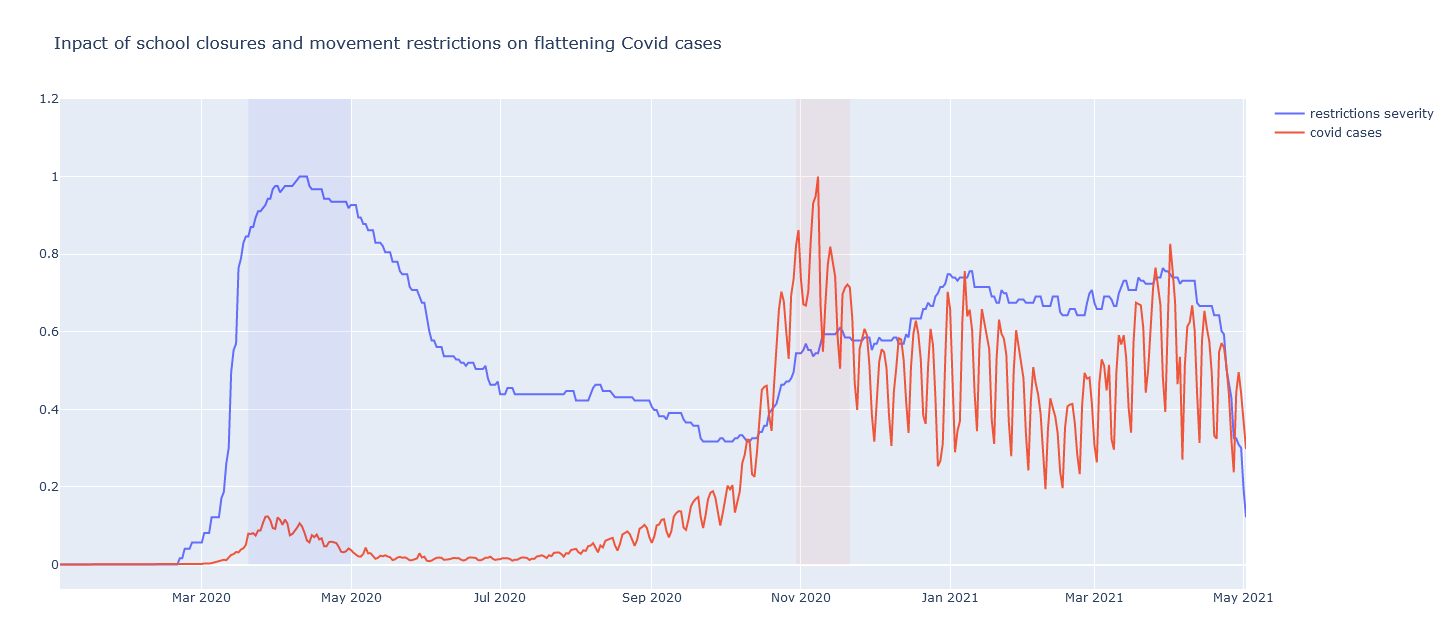 Inpact of school closures and movement restrictions on flattening Covid cases
1.2
1
0.8
0.6
0.4
0.2
0
restrictions severity
covid cases
Mar 2020 May 2020 Jul 2020 Sep 2020 Nov 2020 Jan 2021 Mar 2021 May 2021